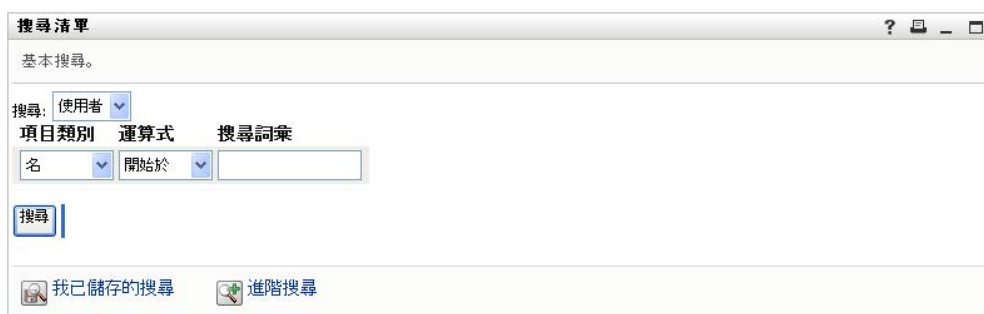 搜尋清單 ?
基本搜尋。
搜尋: 使用者
項目類別 運算式 搜尋詞彙
名 開始於
搜尋
我已儲存的搜尋 進階搜尋